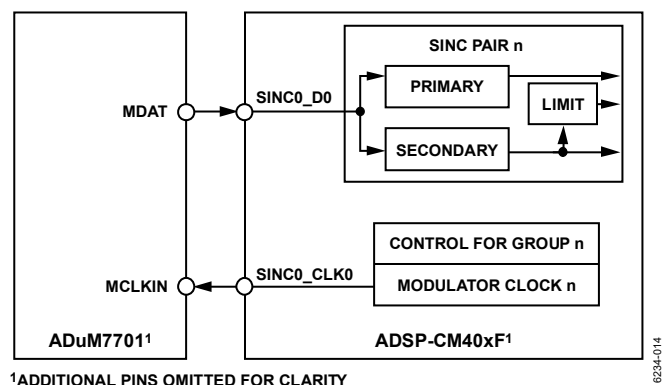 SINC PAIR n
PRIMARY
LIMIT
SECONDARY
MDAT
SINC0_D0
CONTROL FOR GROUP n
MODULATOR CLOCK n
MCLKIN
SINC0_CLK0
ADuM7701¹
ADSP-CM40xF¹
¹ADDITIONAL PINS OMITTED FOR CLARITY
6234-014